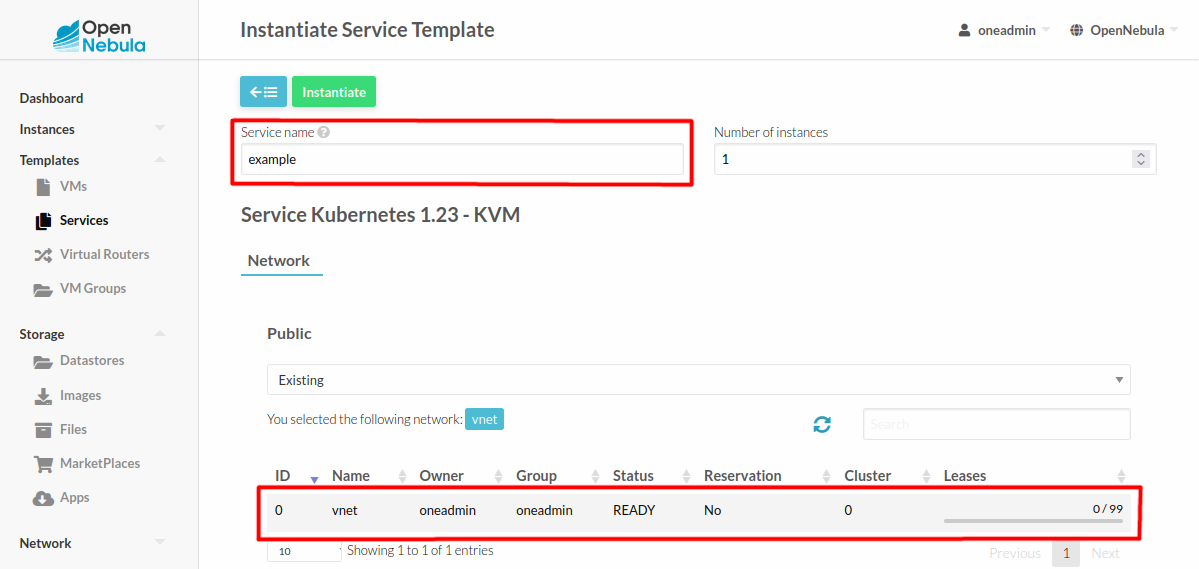 Open Nebula
Instantiate Service Template
oneadmin
OpenNebula
Dashboard
Instances
Templates
VMs
Services
Virtual Routers
VM Groups
Storage
Datastores
Images
Files
MarketPlaces
Apps
Network
Instantiate
Service name ?
Number of instances
example
1
Service Kubernetes 1.23 - KVM
Network
Public
Existing
You selected the following network: vnet
Search
ID Name Owner Group Status Reservation Cluster Leases
0 vnet oneadmin oneadmin READY No 0 0 / 99
10 Showing 1 to 1 of 1 entries
Previous 1 Next